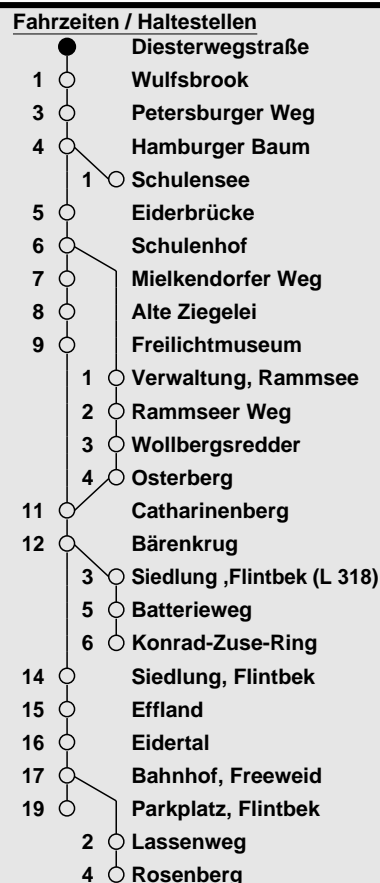 Fahrzeiten / Haltestellen
Diesterwegstraße
1 Wulfsbrook
3 Petersburger Weg
4 Hamburger Baum
1 Schulensee
5 Eiderbrücke
6 Schulenhof
7 Mielkendorfer Weg
8 Alte Ziegelei
9 Freilichtmuseum
1 Verwaltung, Rammsee
2 Rammseer Weg
3 Wollbergsredder
4 Osterberg
11 Catharinenberg
12 Bärenkrug
3 Siedlung ,Flintbek (L 318)
5 Batterieweg
6 Konrad-Zuse-Ring
14 Siedlung, Flintbek
15 Effland
16 Eidertal
17 Bahnhof, Freeweid
19 Parkplatz, Flintbek
2 Lassenweg
4 Rosenberg